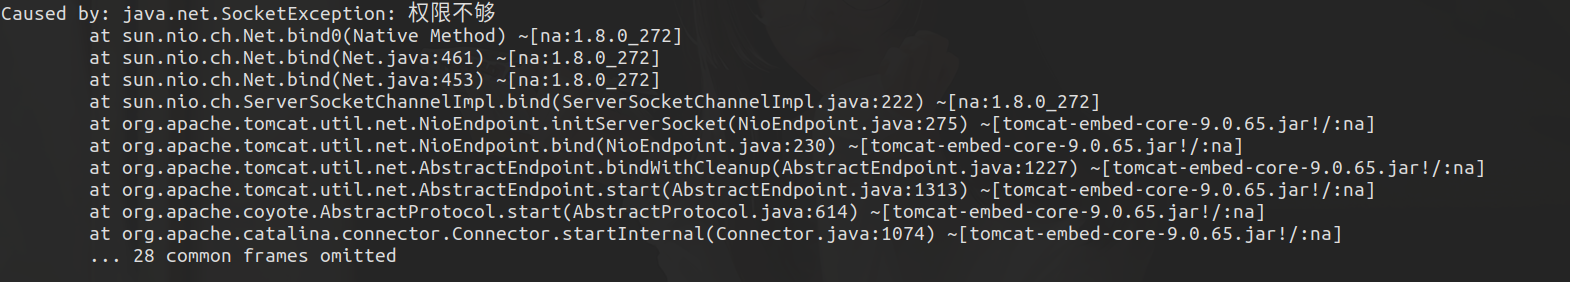 Caused by: java.net.SocketException: 权限不够
at sun.nio.ch.Net.bind0(Native Method) ~[na:1.8.0_272]
at sun.nio.ch.Net.bind(Net.java:461) ~[na:1.8.0_272]
at sun.nio.ch.Net.bind(Net.java:453) ~[na:1.8.0_272]
at sun.nio.ch.ServerSocketChannelImpl.bind(ServerSocketChannelImpl.java:222) ~[na:1.8.0_272]
at org.apache.tomcat.util.net.NioEndpoint.initServerSocket(NioEndpoint.java:275) ~[tomcat-embed-core-9.0.65.jar!/:na]
at org.apache.tomcat.util.net.NioEndpoint.bind(NioEndpoint.java:230) ~[tomcat-embed-core-9.0.65.jar!/:na]
at org.apache.tomcat.util.net.AbstractEndpoint.bindWithCleanup(AbstractEndpoint.java:1227) ~[tomcat-embed-core-9.0.65.jar!/:na]
at org.apache.tomcat.util.net.AbstractEndpoint.start(AbstractEndpoint.java:1313) ~[tomcat-embed-core-9.0.65.jar!/:na]
at org.apache.coyote.AbstractProtocol.start(AbstractProtocol.java:614) ~[tomcat-embed-core-9.0.65.jar!/:na]
at org.apache.catalina.connector.Connector.startInternal(Connector.java:1074) ~[tomcat-embed-core-9.0.65.jar!/:na]
... 28 common frames omitted